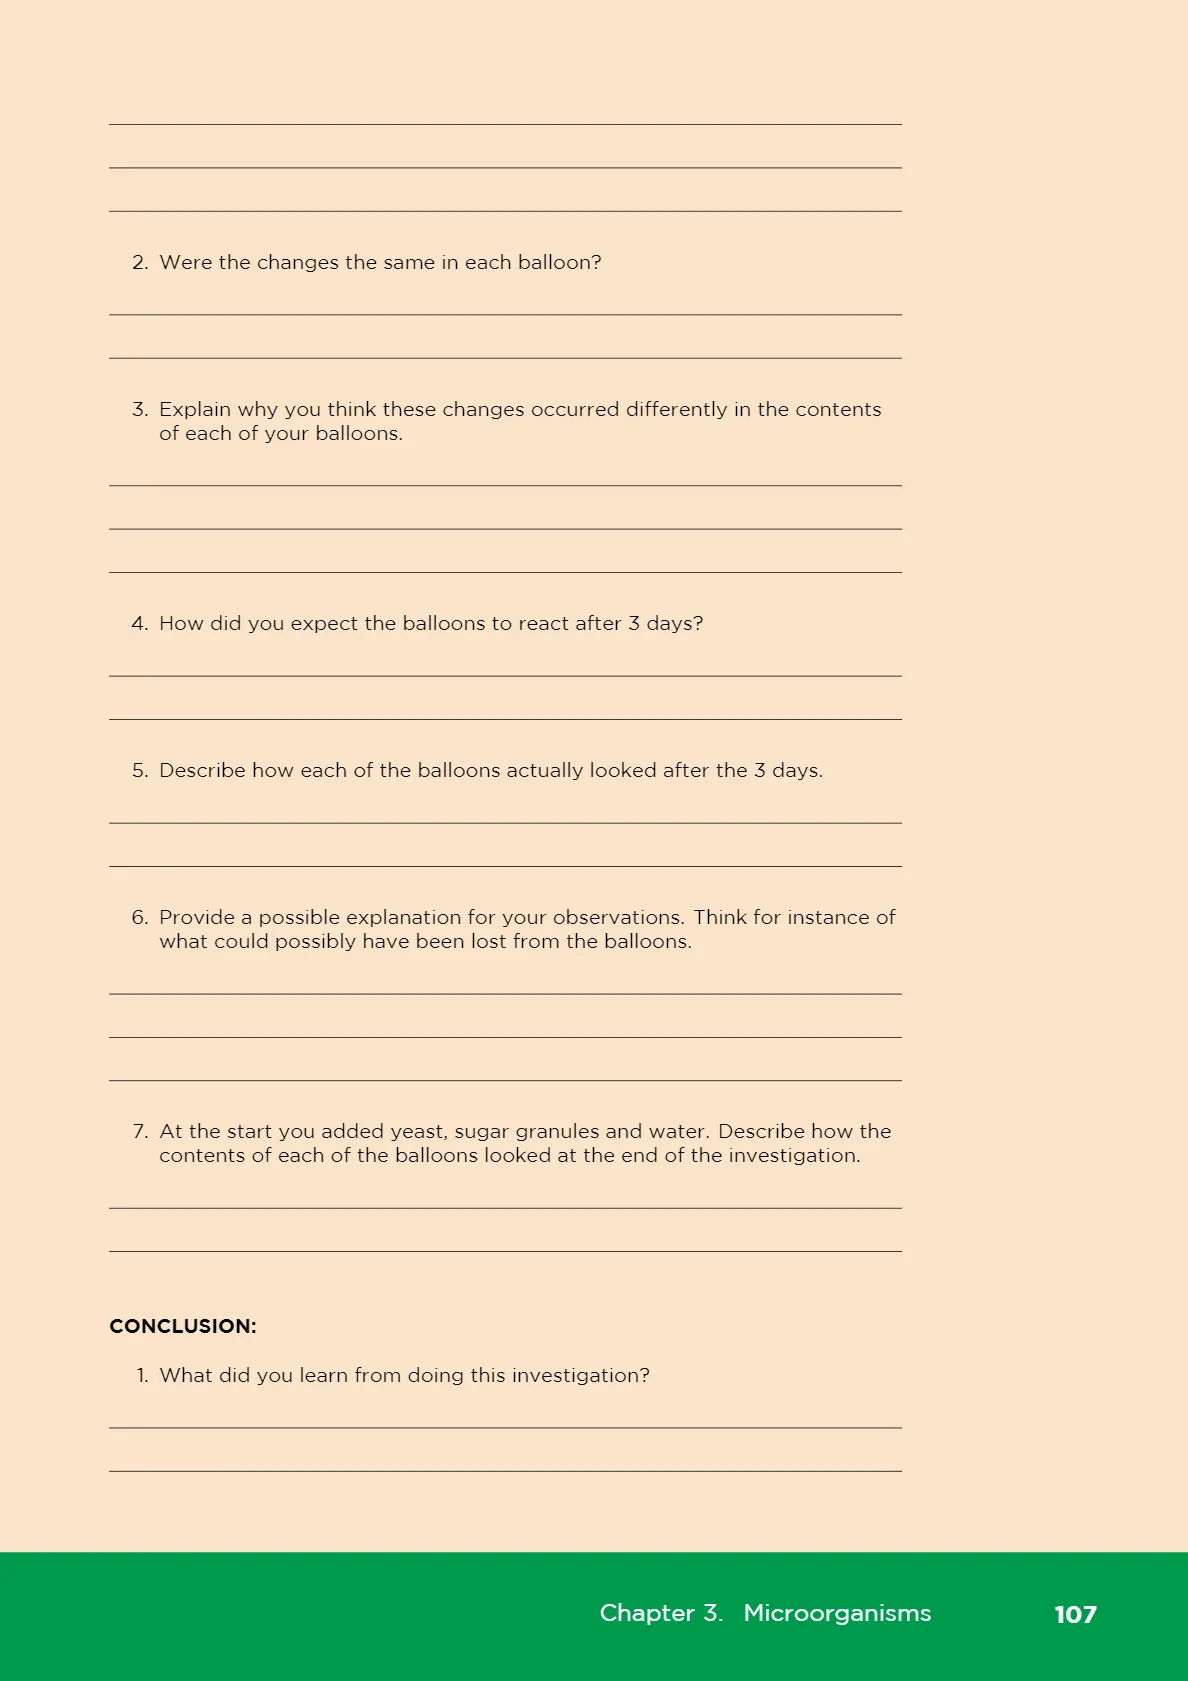 2. Were the changes the same in each balloon?
3. Explain why you think these changes occurred differently in the contents
of each of your balloons.
4. How did you expect the balloons to react after 3 days?
5. Describe how each of the balloons actually looked after the 3 days.
6. Provide a possible explanation for your observations. Think for instance of
what could possibly have been lost from the balloons.
7. At the start you added yeast, sugar granules and water. Describe how the
contents of each of the balloons looked at the end of the investigation.
CONCLUSION:
1. What did you learn from doing this investigation?
Chapter 3. Microorganisms 107